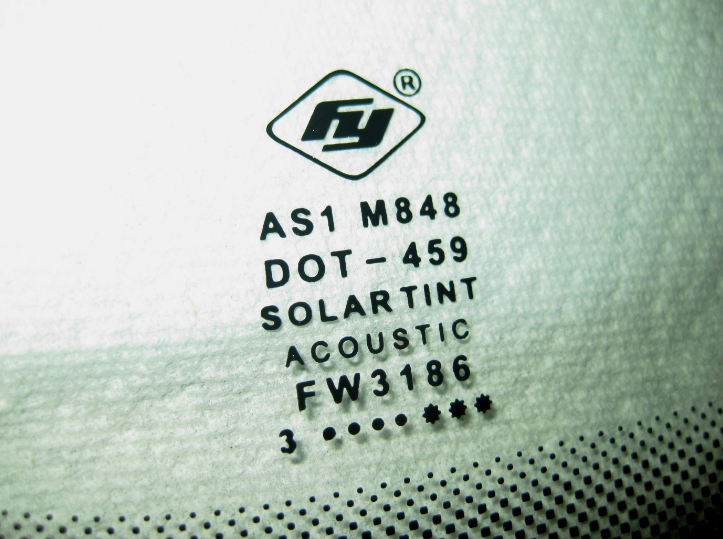 fy ®
AS1 M848
DOT - 459
SOLARTINT
ACOUSTIC
FW3186
3 •••• ✱✱✱